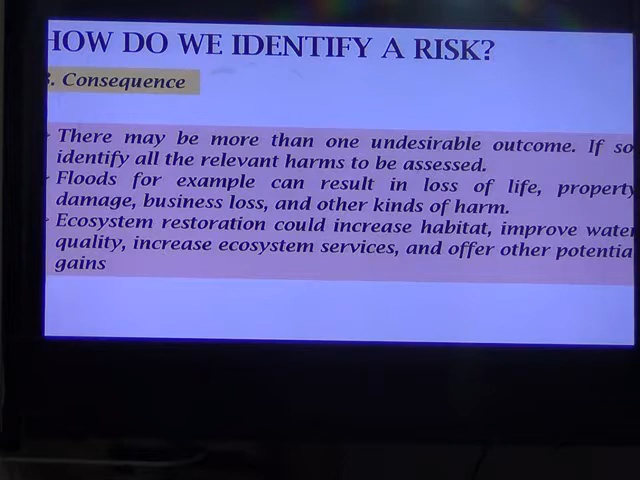 HOW DO WE IDENTIFY A RISK?
3. Consequence
There may be more than one undesirable outcome. If so
identify all the relevant harms to be assessed.
Floods for example can result in loss of life, property
damage, business loss, and other kinds of harm.
Ecosystem restoration could increase habitat, improve water
quality, increase ecosystem services, and offer other potentia
gains